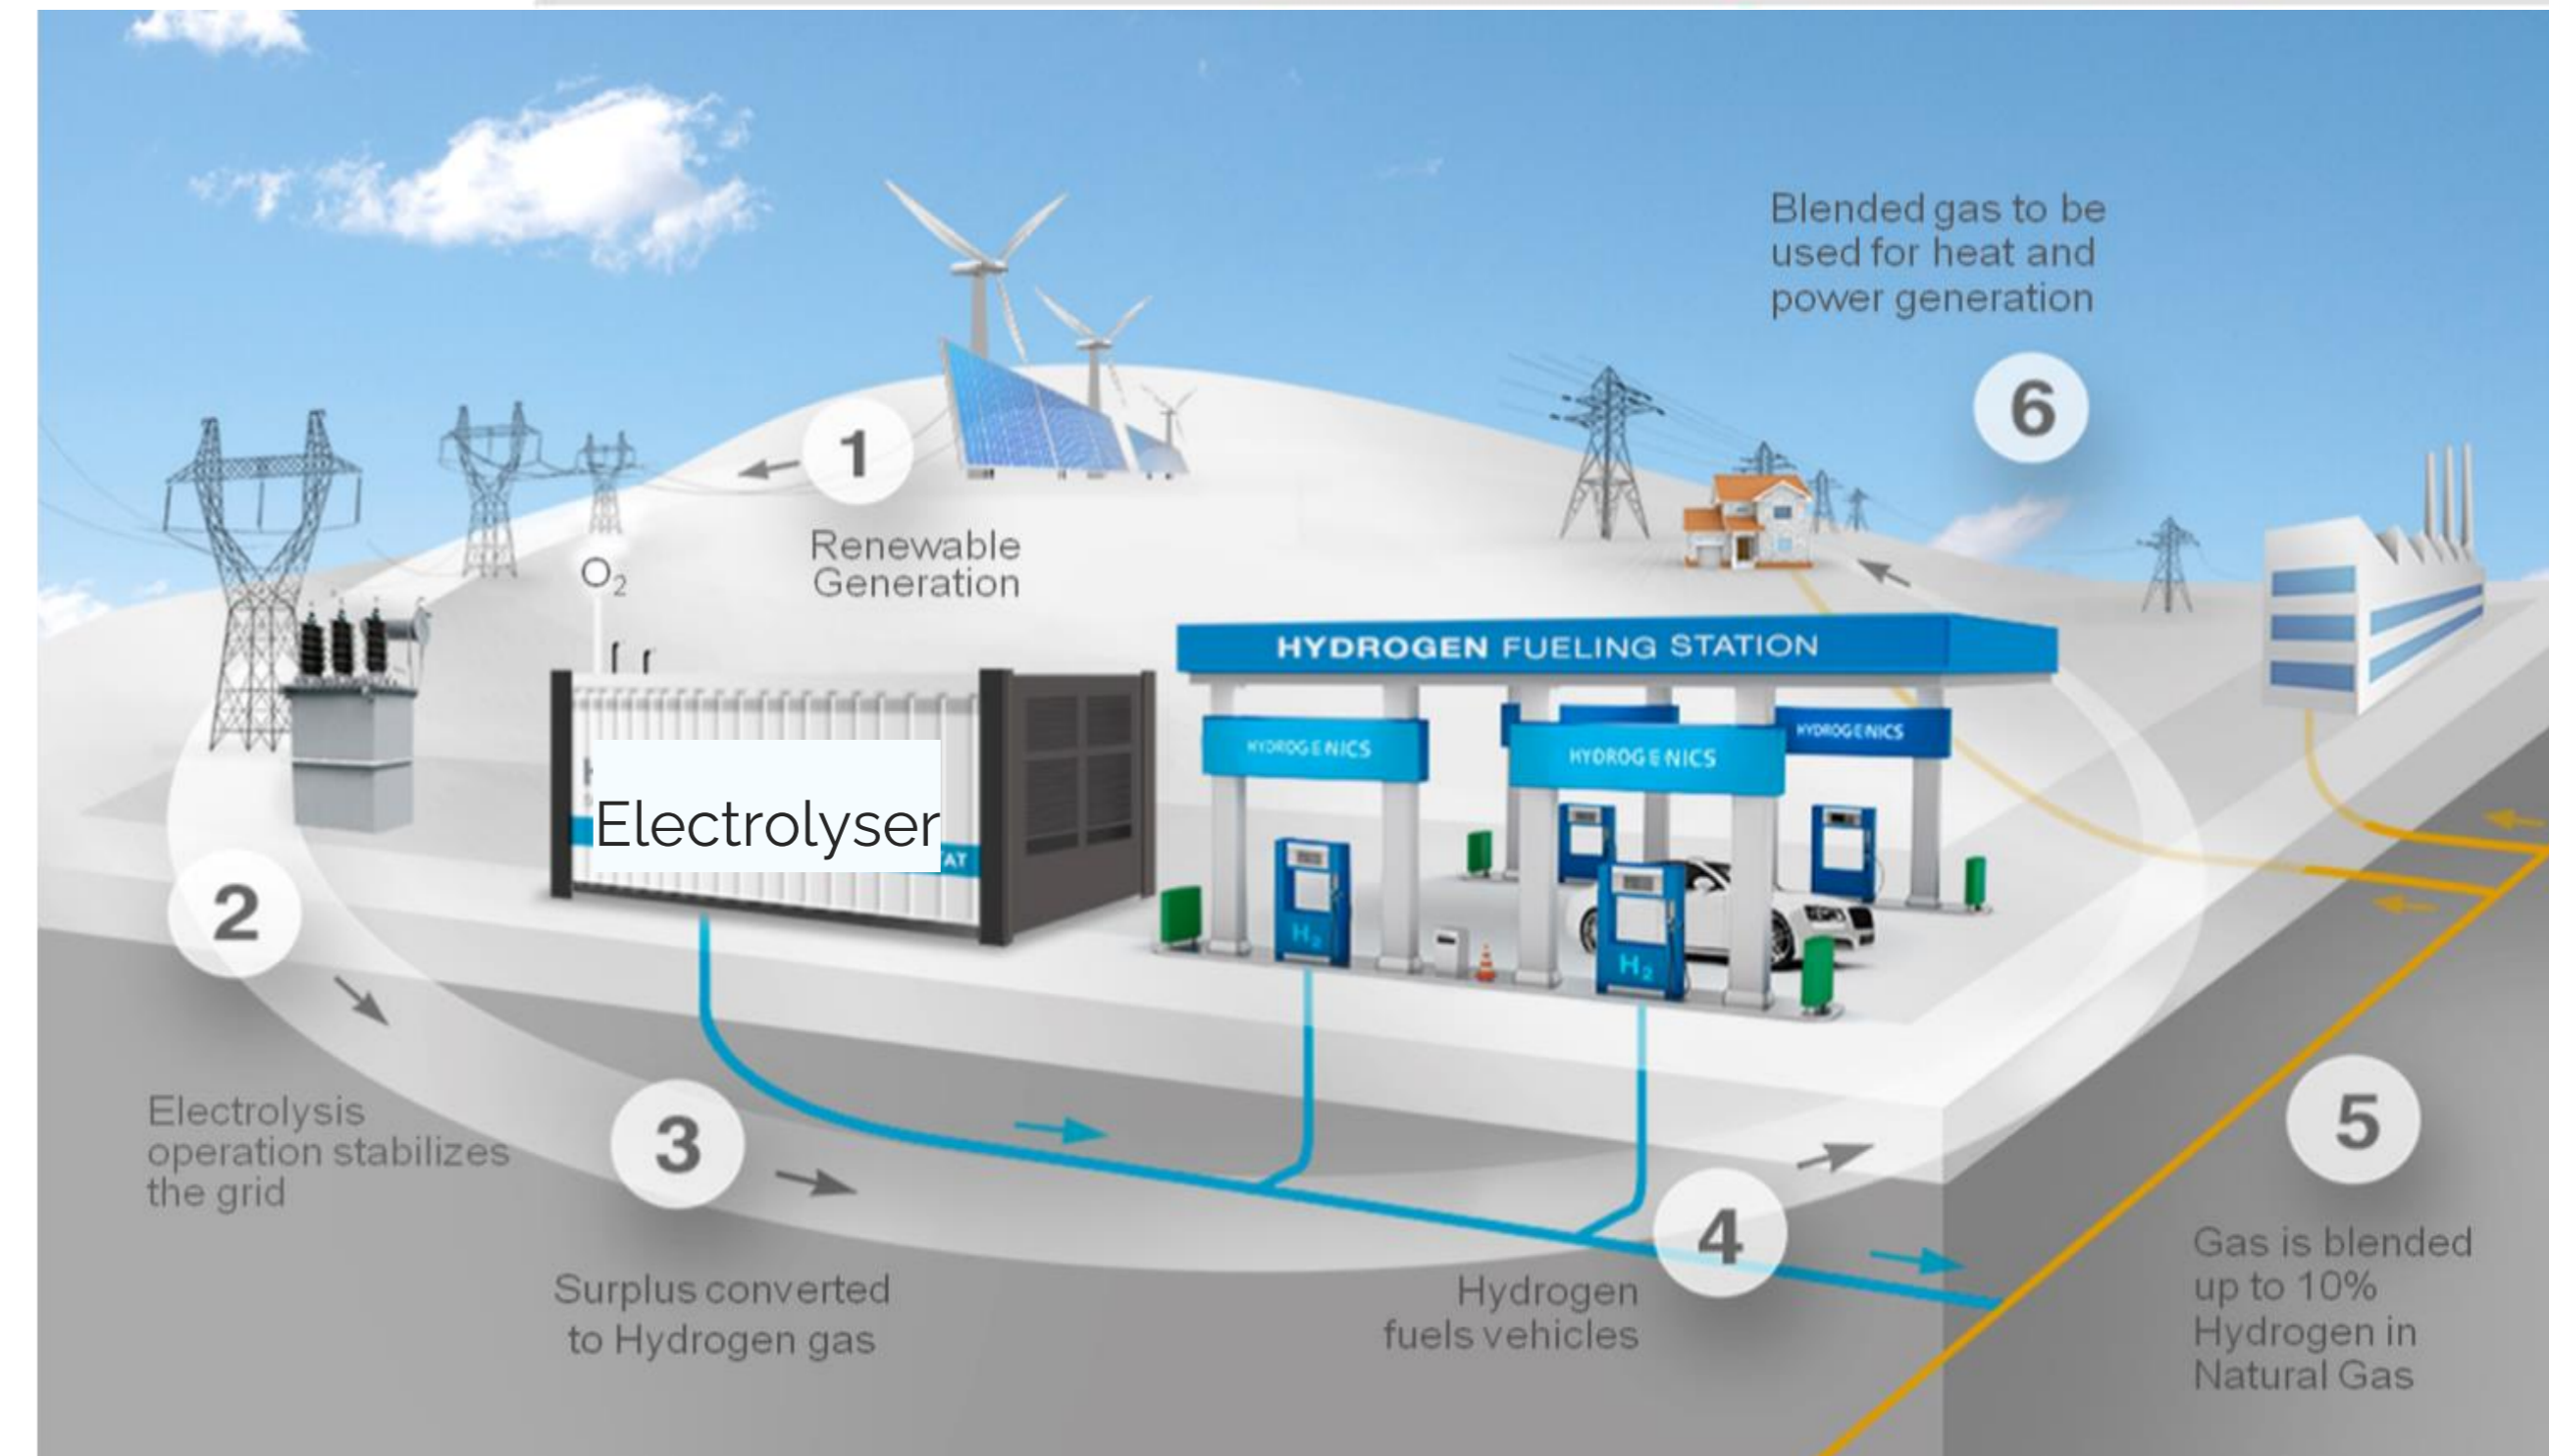 Blended gas to be
used for heat and
power generation
6
1
Renewable
Generation
O₂
HYDROGEN FUELING STATION
HYDROGENICS
HYDROGENICS
HYDROGENICS
Electrolyser
AT
H₂
H₂
2
Electrolysis
operation stabilizes
the grid
3
Surplus converted
to Hydrogen gas
4
Hydrogen
fuels vehicles
5
Gas is blended
up to 10%
Hydrogen in
Natural Gas